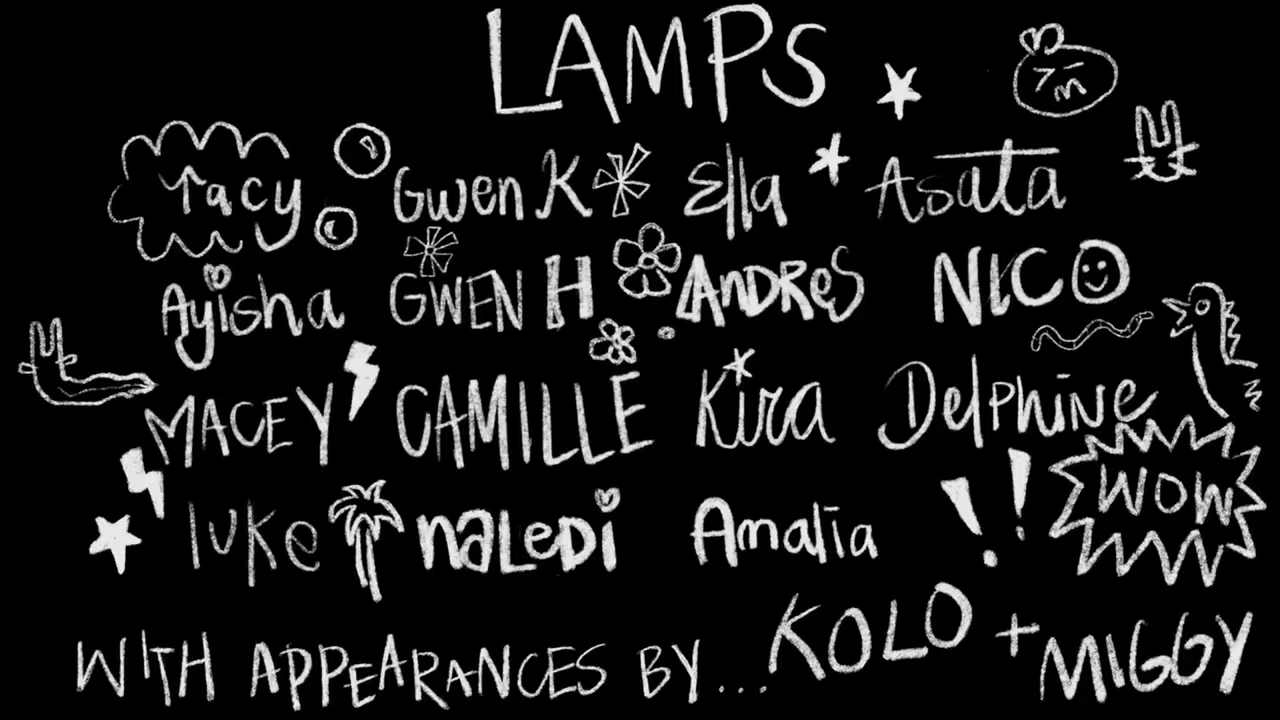 LAMPS
Tacy Gwen K Ella Asata
Ayisha GWEN H ANDRES NICO
MACEY CAMILLE Kira Delphine
luke naLeDi Amalia !! WOW
WITH APPEARANCES BY... KOLO + MIGGY